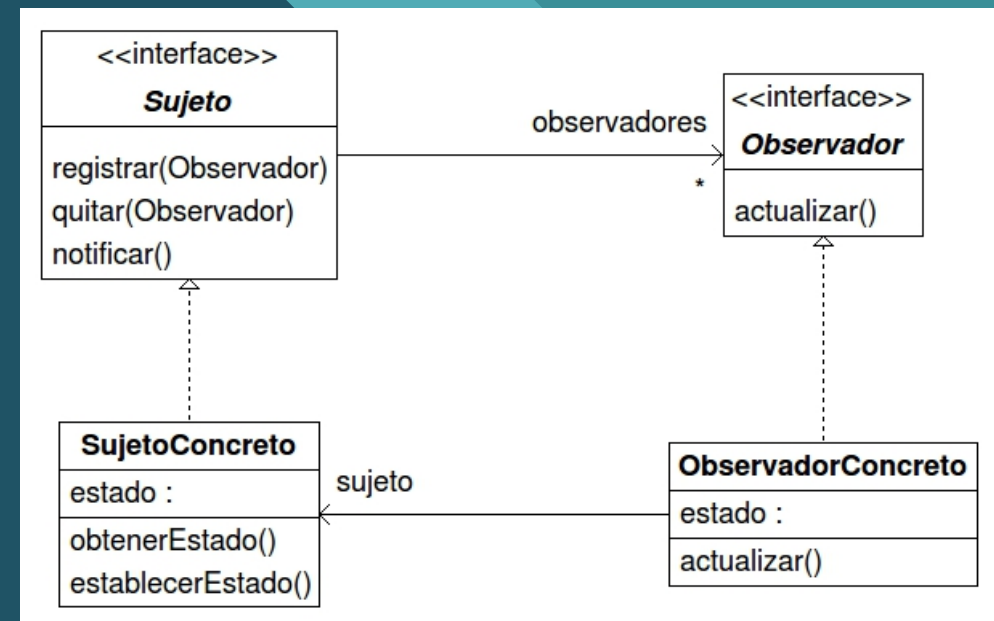 <<interface>>
Sujeto
registrar(Observador)
quitar(Observador)
notificar()
observadores
*
<<interface>>
Observador
actualizar()
SujetoConcreto
estado :
obtenerEstado()
establecerEstado()
sujeto
ObservadorConcreto
estado :
actualizar()